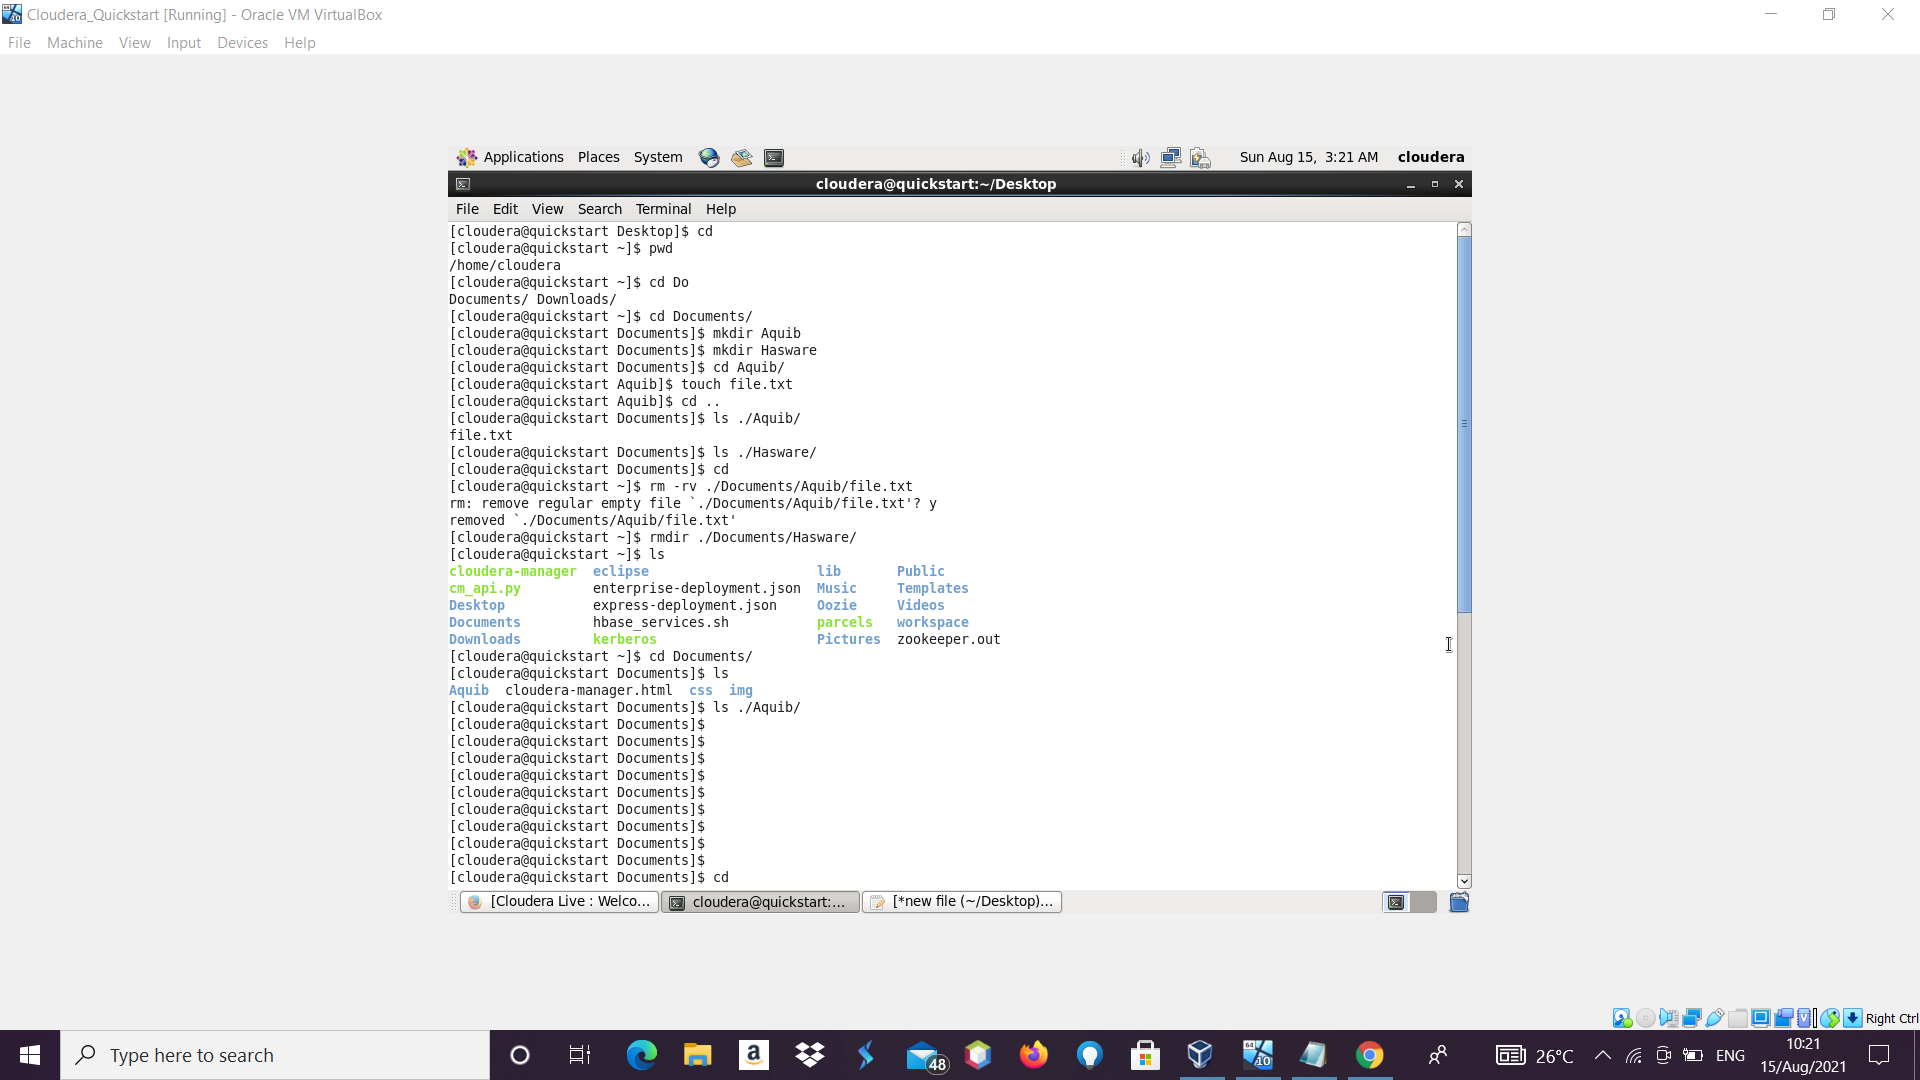 Cloudera_Quickstart [Running] - Oracle VM VirtualBox
File Machine View Input Devices Help
Applications Places System Sun Aug 15, 3:21 AM cloudera
cloudera@quickstart:~/Desktop
File Edit View Search Terminal Help
[cloudera@quickstart Desktop]$ cd
[cloudera@quickstart ~]$ pwd
/home/cloudera
[cloudera@quickstart ~]$ cd Do
Documents/ Downloads/
[cloudera@quickstart ~]$ cd Documents/
[cloudera@quickstart Documents]$ mkdir Aquib
[cloudera@quickstart Documents]$ mkdir Hasware
[cloudera@quickstart Documents]$ cd Aquib/
[cloudera@quickstart Aquib]$ touch file.txt
[cloudera@quickstart Aquib]$ cd ..
[cloudera@quickstart Documents]$ ls ./Aquib/
file.txt
[cloudera@quickstart Documents]$ ls ./Hasware/
[cloudera@quickstart Documents]$ cd
[cloudera@quickstart ~]$ rm -rv ./Documents/Aquib/file.txt
rm: remove regular empty file `./Documents/Aquib/file.txt'? y
removed `./Documents/Aquib/file.txt'
[cloudera@quickstart ~]$ rmdir ./Documents/Hasware/
[cloudera@quickstart ~]$ ls
cloudera-manager eclipse lib Public
cm_api.py enterprise-deployment.json Music Templates
Desktop express-deployment.json Oozie Videos
Documents hbase_services.sh parcels workspace
Downloads kerberos Pictures zookeeper.out
[cloudera@quickstart ~]$ cd Documents/
[cloudera@quickstart Documents]$ ls
Aquib cloudera-manager.html css img
[cloudera@quickstart Documents]$ ls ./Aquib/
[cloudera@quickstart Documents]$
[cloudera@quickstart Documents]$
[cloudera@quickstart Documents]$
[cloudera@quickstart Documents]$
[cloudera@quickstart Documents]$
[cloudera@quickstart Documents]$
[cloudera@quickstart Documents]$
[cloudera@quickstart Documents]$
[cloudera@quickstart Documents]$
[cloudera@quickstart Documents]$ cd
[Cloudera Live : Welco... cloudera@quickstart:... [*new file (~/Desktop)...
Right Ctrl
Type here to search 48 26°C ENG 10:21
15/Aug/2021